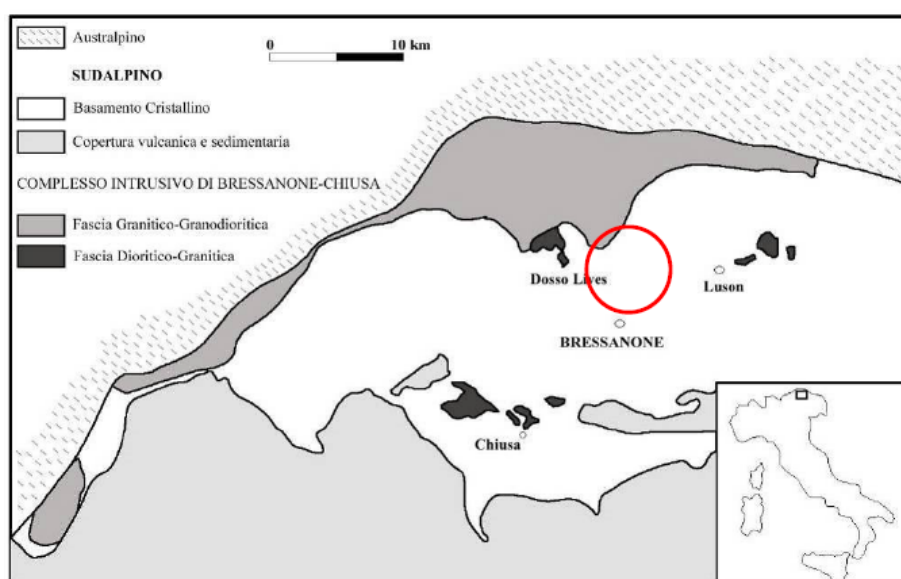 Australpino
0 10 km
SUDALPINO
Basamento Cristallino
Copertura vulcanica e sedimentaria
COMPLESSO INTRUSIVO DI BRESSANONE-CHIUSA
Fascia Granitico-Granodioritica
Fascia Dioritico-Granitica
Dosso Lives
Luson
BRESSANONE
Chiusa